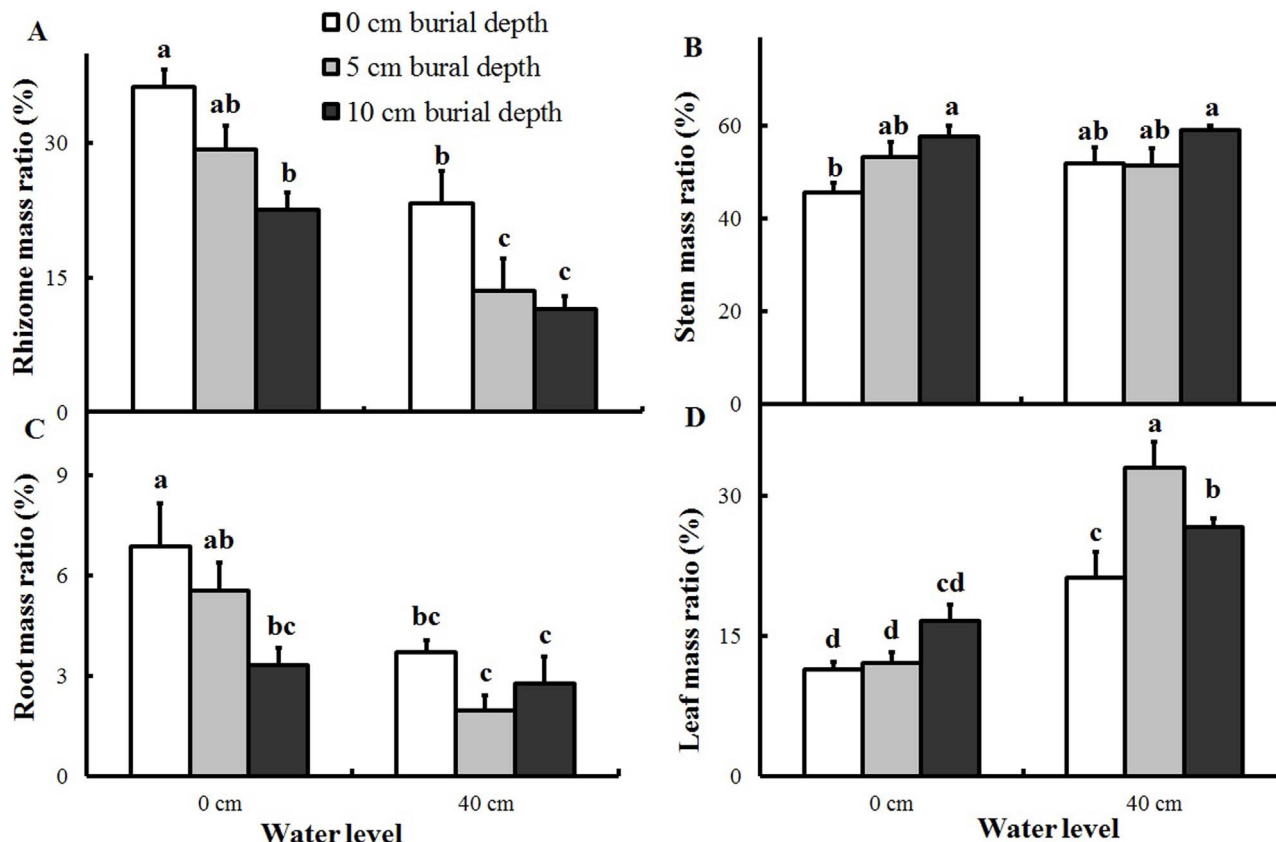 A
0 cm burial depth
5 cm bural depth
10 cm burial depth
Rhizome mass ratio (%)
30
15
0
a
ab
b
b
c
c
B
Stem mass ratio (%)
60
40
20
0
b
ab
a
ab
ab
a
C
Root mass ratio (%)
9
6
3
0
a
ab
bc
bc
c
c
0 cm
40 cm
Water level
D
Leaf mass ratio (%)
30
15
0
d
d
cd
c
a
b
0 cm
40 cm
Water level